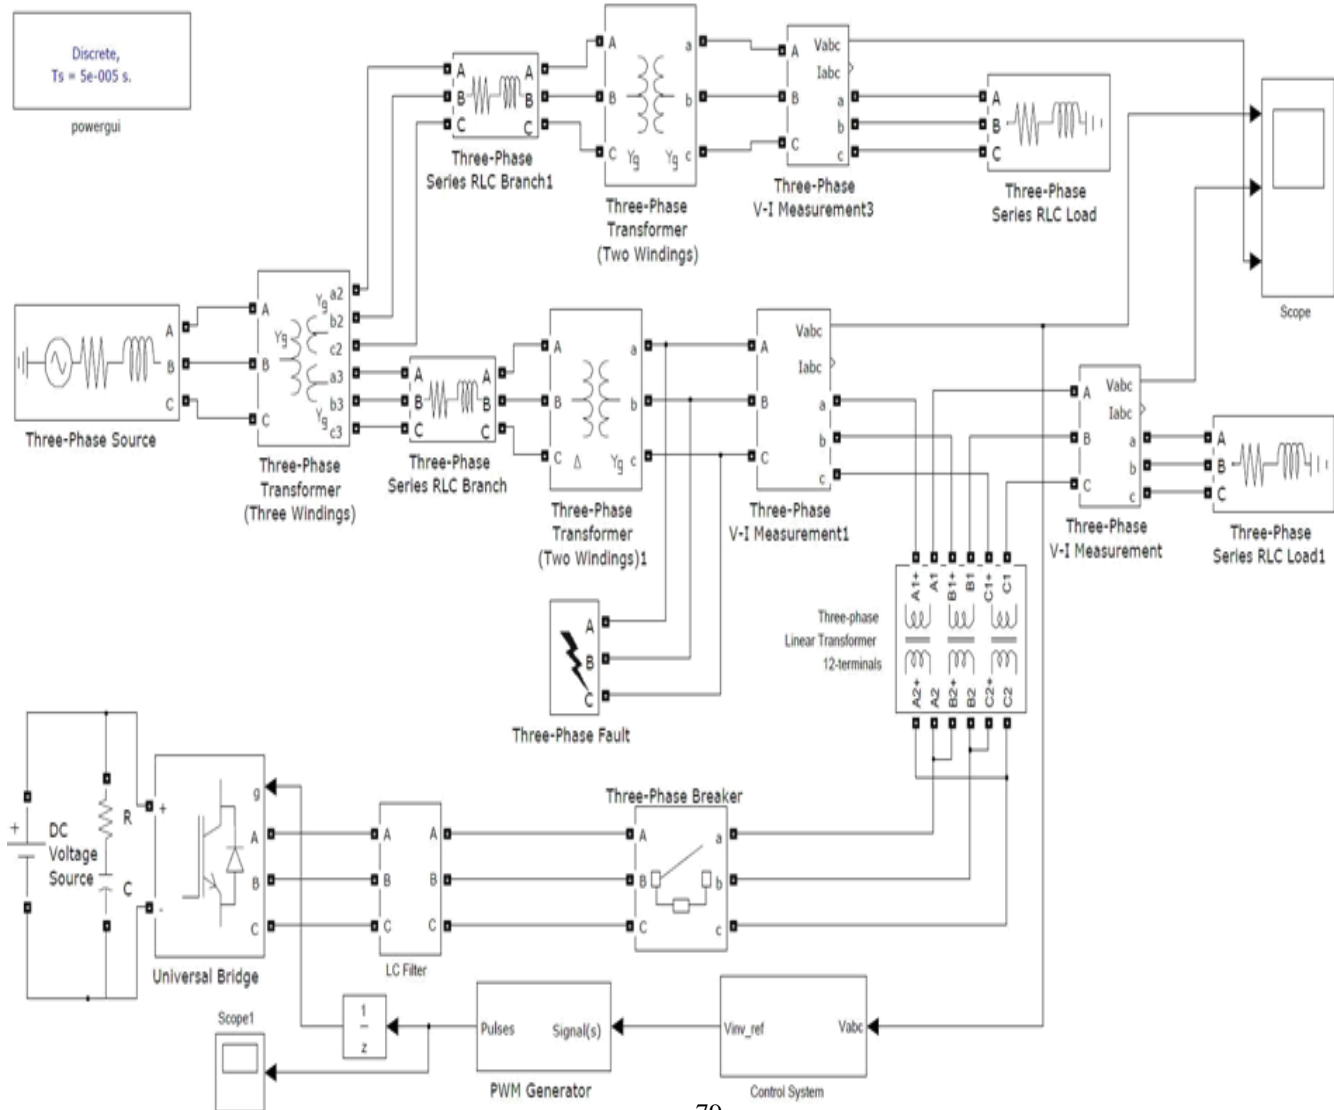 Discrete,
Ts = 5e-005 s.
powergui
A
B
C
A
B
C
Three-Phase
Series RLC Branch1
A
B
C
Yg
a
b
c
Yg
Three-Phase
Transformer
(Two Windings)
A
B
C
Vabc
Iabc
a
b
c
Three-Phase
V-I Measurement3
A
B
C
Three-Phase
Series RLC Load
Scope
A
B
C
Three-Phase Source
A
B
C
Yg
Yg
a2
b2
c2
a3
b3
Yg
c3
Three-Phase
Transformer
(Three Windings)
A
B
C
A
B
C
Three-Phase
Series RLC Branch
A
B
C
Δ
a
b
Yg
c
Three-Phase
Transformer
(Two Windings)1
A
B
C
Vabc
Iabc
a
b
c
Three-Phase
V-I Measurement1
A
B
C
Vabc
Iabc
a
b
c
Three-Phase
V-I Measurement
A
B
C
Three-Phase
Series RLC Load1
A
B
C
Three-Phase Fault
Three-phase
Linear Transformer
12-terminals
A1+
A1
B1+
B1
C1+
C1
A2+
A2
B2+
B2
C2+
C2
+
DC
Voltage
Source
R
C
+
-
g
A
B
C
Universal Bridge
A
B
C
A
B
C
LC Filter
Three-Phase Breaker
A
B
C
a
b
c
Scope1
1
z
Pulses
Signal(s)
PWM Generator
Vinv_ref
Vabc
Control System